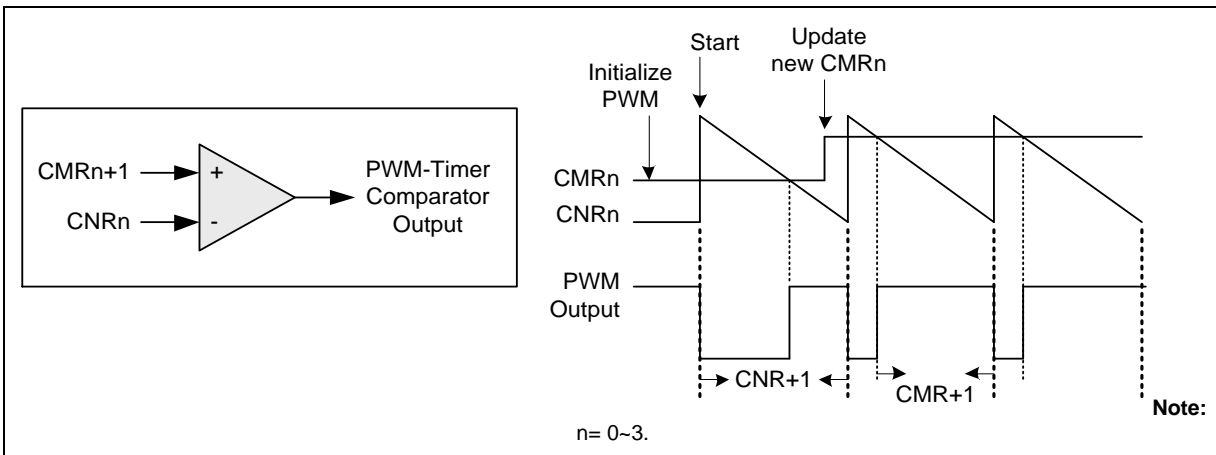 CMRn+1
CNRn
+
-
PWM-Timer
Comparator
Output
Start
Update
new CMRn
Initialize
PWM
CMRn
CNRn
PWM
Output
CNR+1
CMR+1
Note:
n= 0~3.